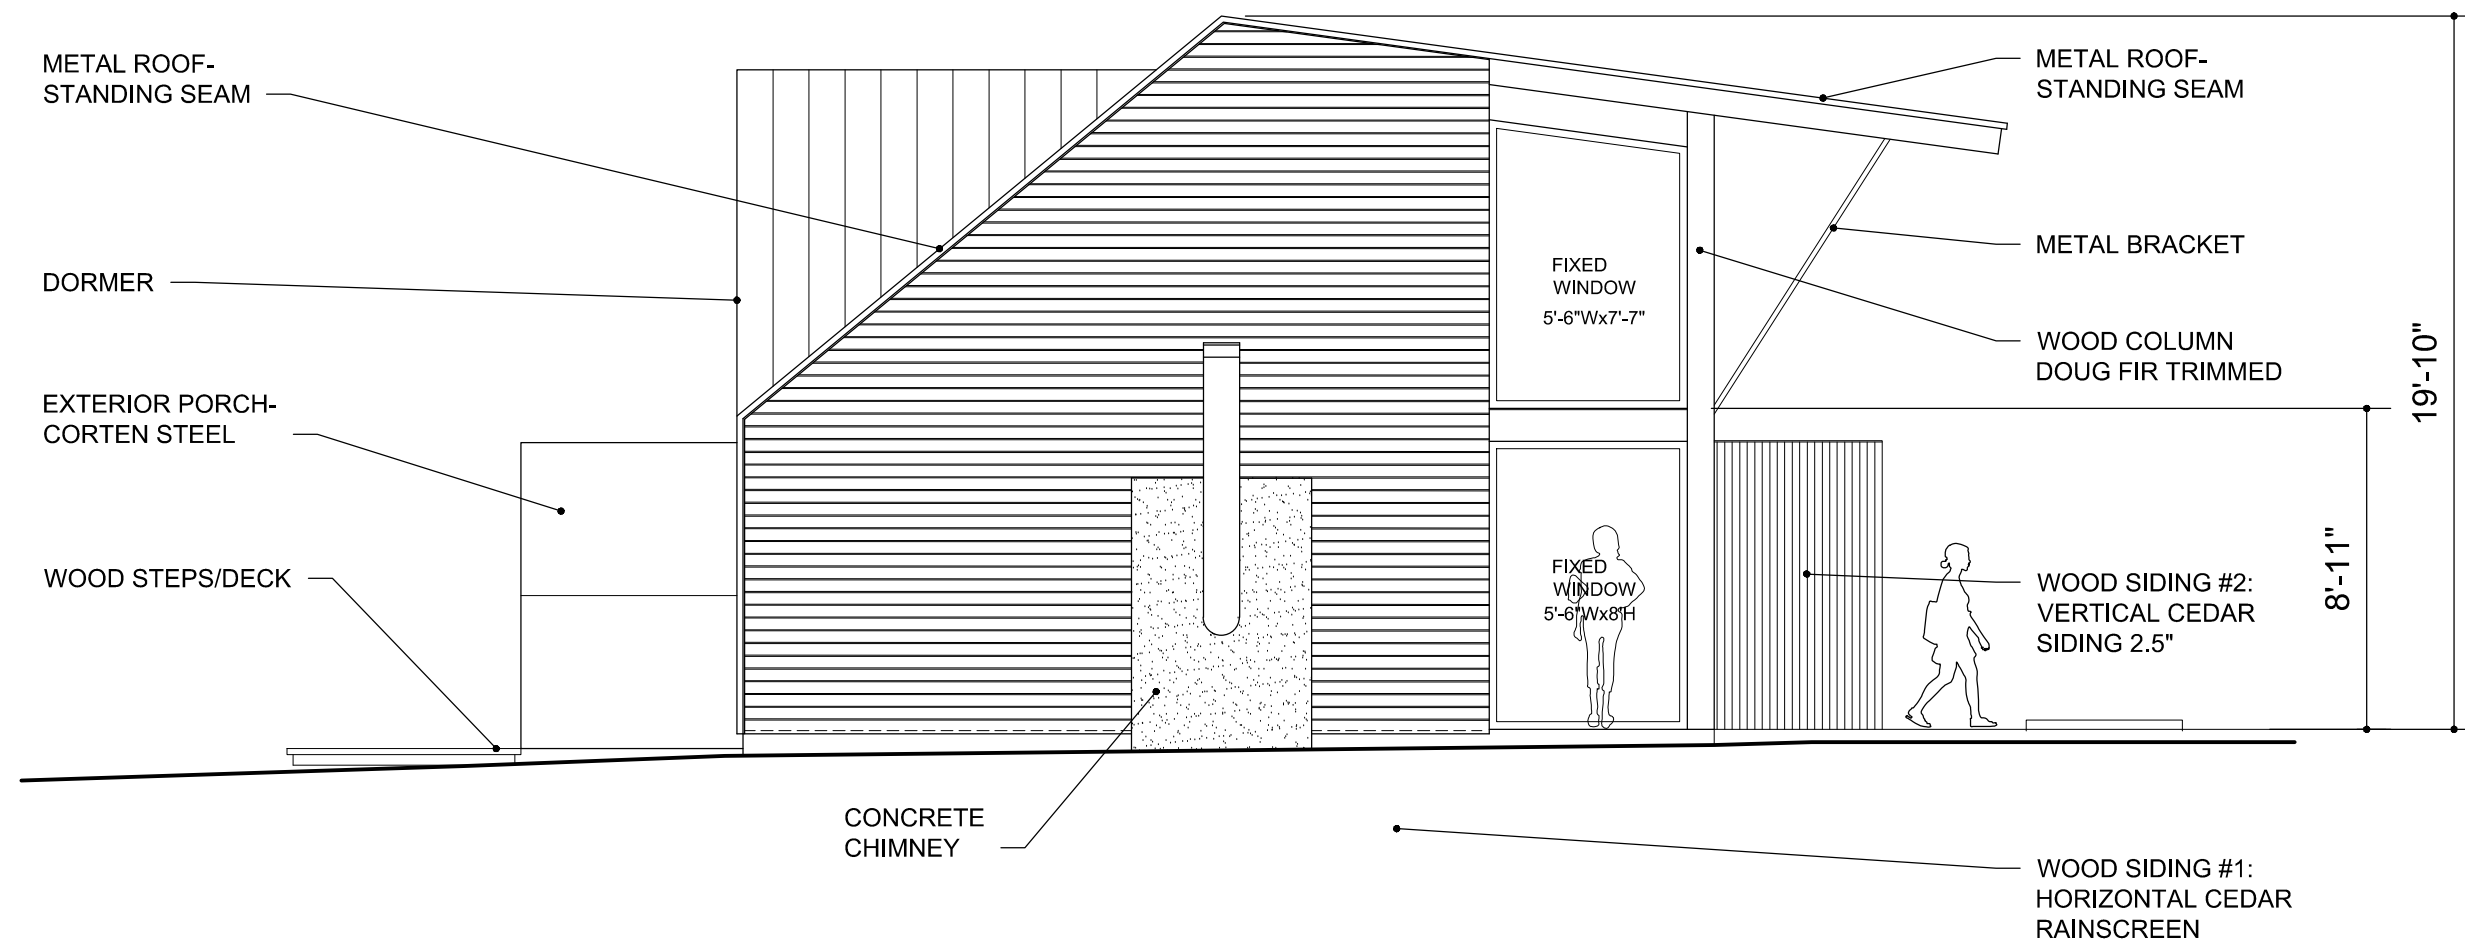 METAL ROOF-
STANDING SEAM
DORMER
EXTERIOR PORCH-
CORTEN STEEL
WOOD STEPS/DECK
CONCRETE
CHIMNEY
FIXED
WINDOW
5'-6"Wx7'-7"
FIXED
WINDOW
5'-6"Wx8'H
METAL ROOF-
STANDING SEAM
METAL BRACKET
WOOD COLUMN
DOUG FIR TRIMMED
WOOD SIDING #2:
VERTICAL CEDAR
SIDING 2.5"
WOOD SIDING #1:
HORIZONTAL CEDAR
RAINSCREEN
8'-11"
19'-10"